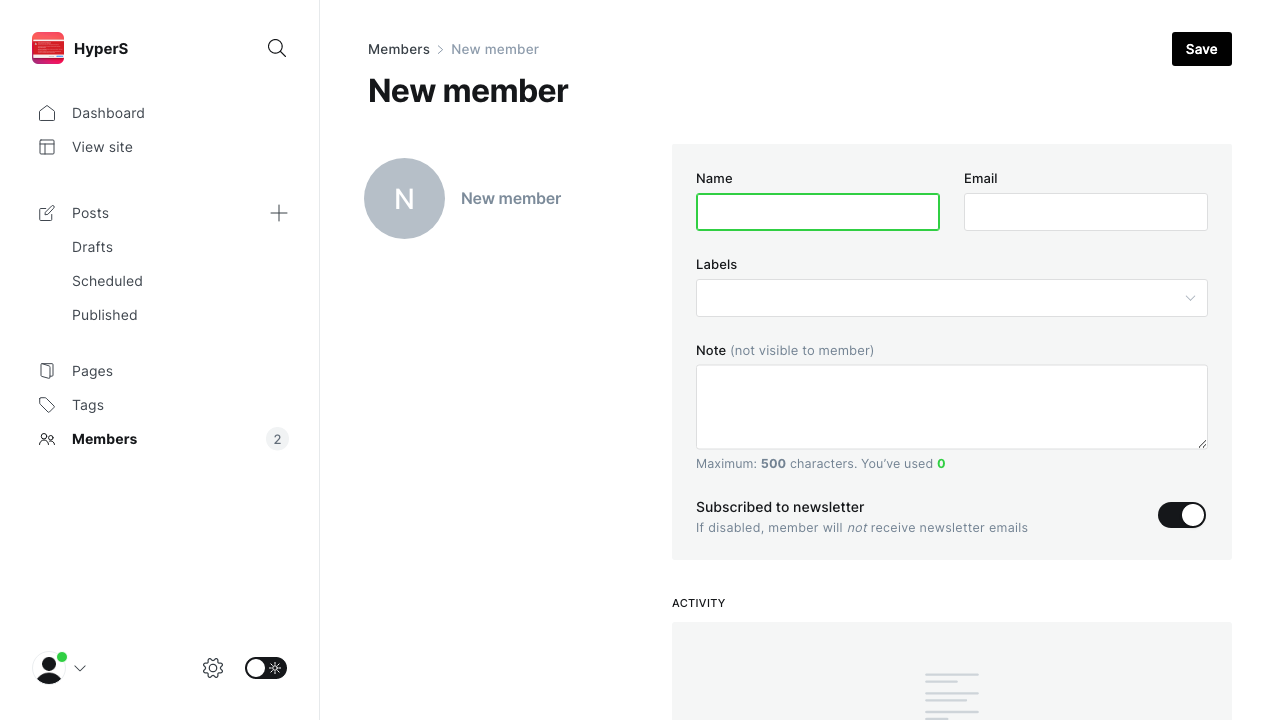 HyperS
Dashboard
View site
Posts
Drafts
Scheduled
Published
Pages
Tags
Members 2
Members > New member
Save
New member
N New member
Name
Email
Labels
Note (not visible to member)
Maximum: 500 characters. You've used 0
Subscribed to newsletter
If disabled, member will not receive newsletter emails
ACTIVITY